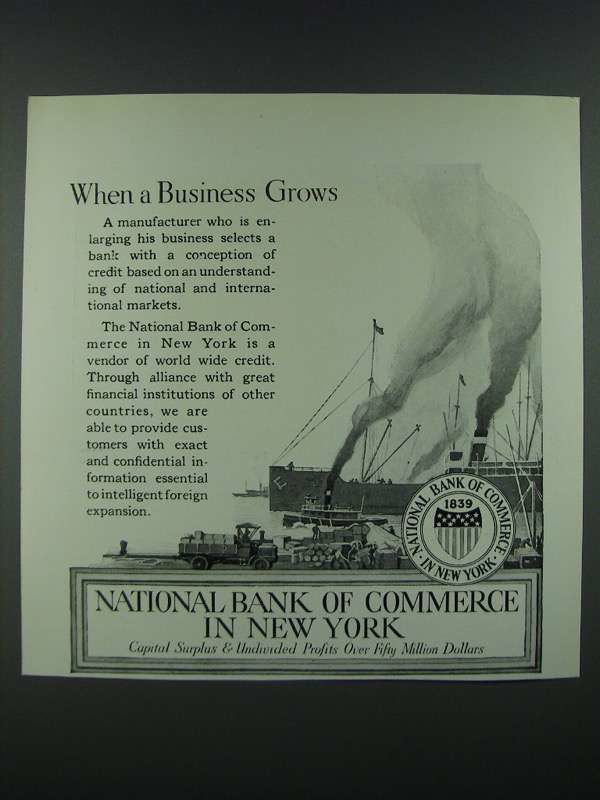 When a Business Grows
A manufacturer who is en-
larging his business selects a
bank with a conception of
credit based on an understand-
ing of national and interna-
tional markets.
The National Bank of Com-
merce in New York is a
vendor of world wide credit.
Through alliance with great
financial institutions of other
countries, we are
able to provide cus-
tomers with exact
and confidential in-
formation essential
to intelligent foreign
expansion.
NATIONAL BANK OF COMMERCE
IN NEW YORK
1839
NATIONAL BANK OF COMMERCE
IN NEW YORK
Capital Surplus & Undivided Profits Over Fifty Million Dollars